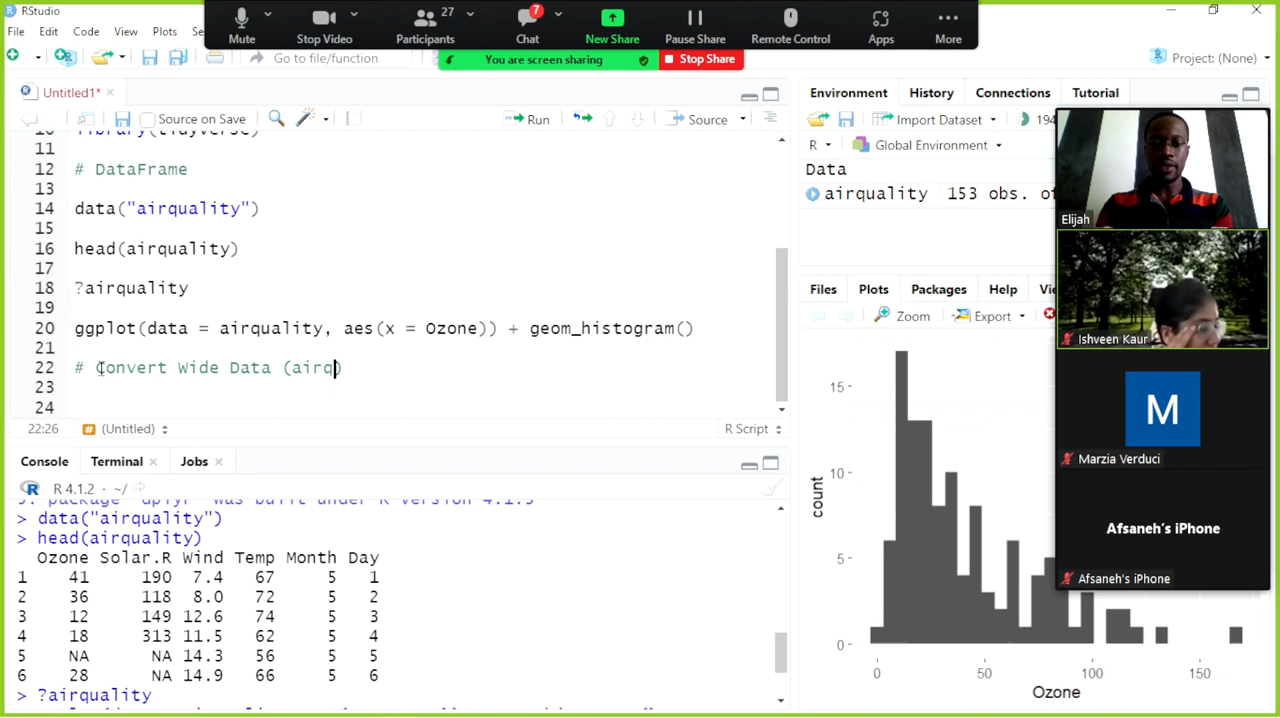 RStudio
File Edit Code View Plots
Mute Stop Video Participants 27 Chat 7 New Share Pause Share Remote Control Apps More
You are screen sharing Stop Share
Go to file/function
Project: (None)
Untitled1*
Source on Save Run Source
11
12 # DataFrame
13
14 data("airquality")
15
16 head(airquality)
17
18 ?airquality
19
20 ggplot(data = airquality, aes(x = Ozone)) + geom_histogram()
21
22 # Convert Wide Data (airq)
23
24
22:26 (Untitled) R Script
Console Terminal Jobs
R 4.1.2 · ~/
> data("airquality")
> head(airquality)
Ozone Solar.R Wind Temp Month Day
1 41 190 7.4 67 5 1
2 36 118 8.0 72 5 2
3 12 149 12.6 74 5 3
4 18 313 11.5 62 5 4
5 NA NA 14.3 56 5 5
6 28 NA 14.9 66 5 6
> ?airquality
Environment History Connections Tutorial
Import Dataset 194
R Global Environment
Data
airquality 153 obs. of
Files Plots Packages Help
Zoom Export
15
10
5
0
count
0 50 100 150
Ozone
Elijah
Ishveen Kaur
M
Marzia Verduci
Afsaneh's iPhone
Afsaneh's iPhone